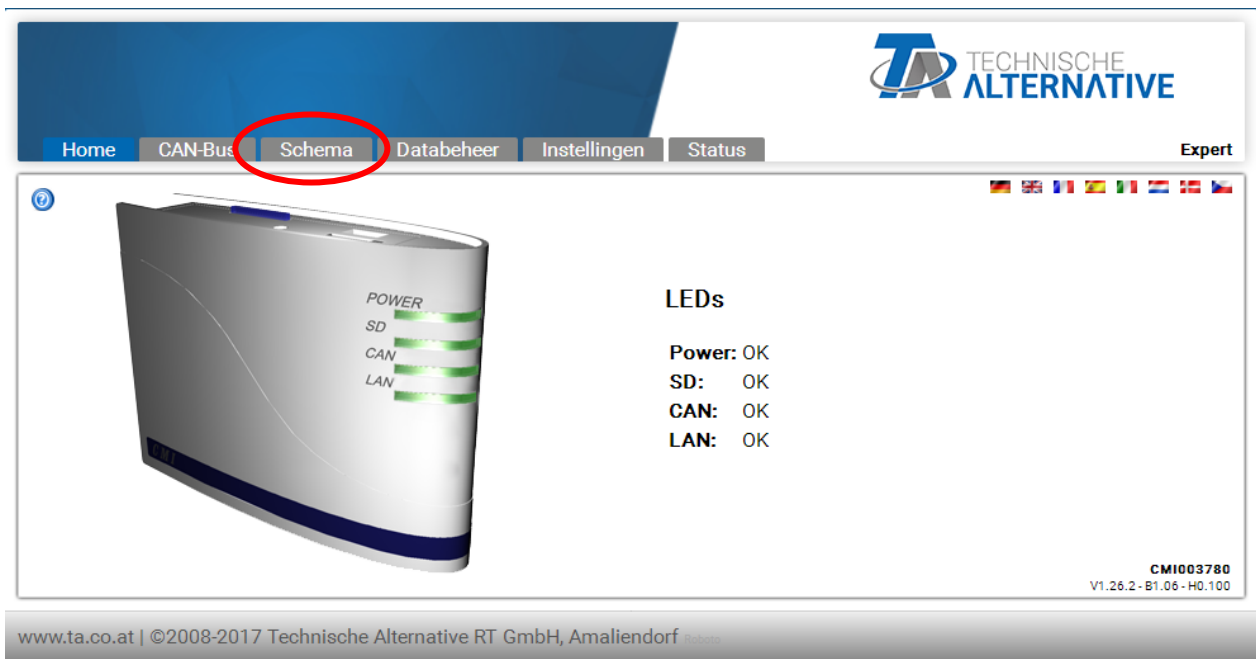 TECHNISCHE
ALTERNATIVE
Home CAN-Bus Schema Databeheer Instellingen Status Expert
POWER
SD
CAN
LAN
CMI
LEDs
Power: OK
SD: OK
CAN: OK
LAN: OK
CMI003780
V1.26.2 - B1.06 - H0.100
www.ta.co.at | ©2008-2017 Technische Alternative RT GmbH, Amaliendorf